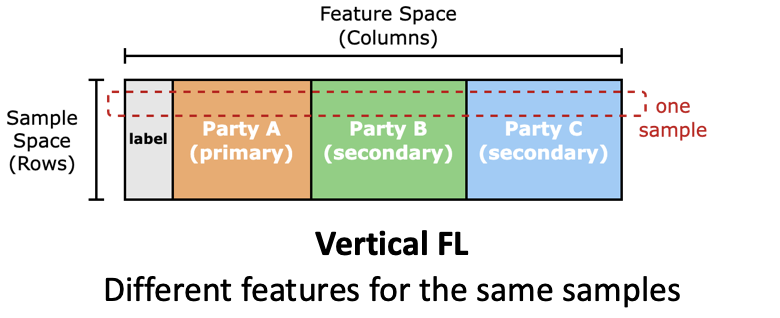 Feature Space
(Columns)
Sample
Space
(Rows)
label
Party A
(primary)
Party B
(secondary)
Party C
(secondary)
one
sample
Vertical FL
Different features for the same samples